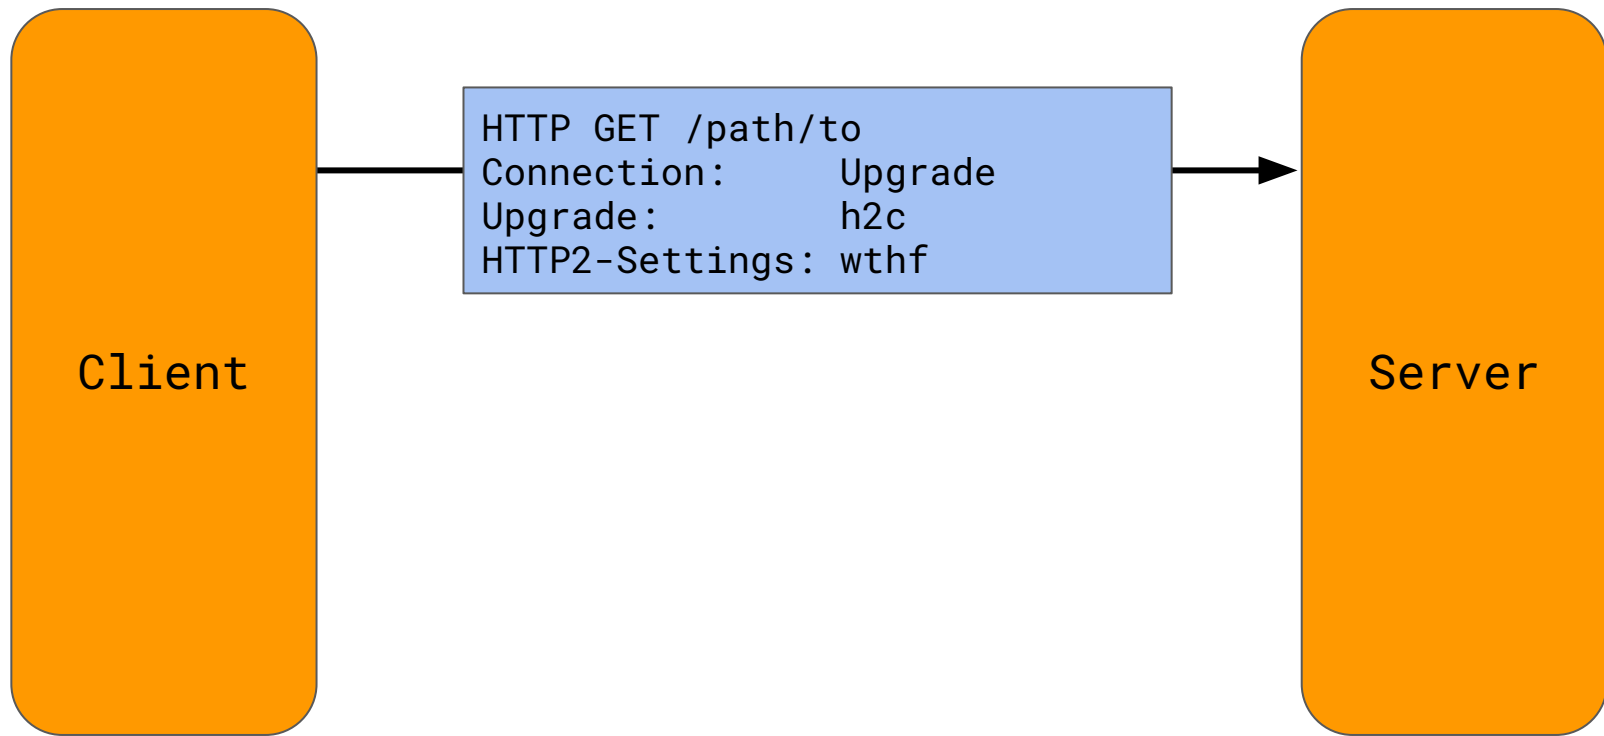 HTTP GET /path/to
Connection:     Upgrade
Upgrade:        h2c
HTTP2-Settings: wthf
Client
Server